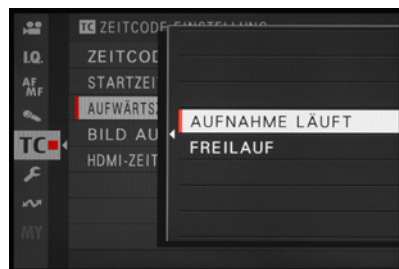 TC ZEITCODE EINSTELLUNG
I.Q.
ZEITCOD
AF
MF
STARTZEI
AUFWÄRTSZ
AUFNAHME LÄUFT
TC
BILD AU
FREILAUF
HDMI-ZEIT
MY